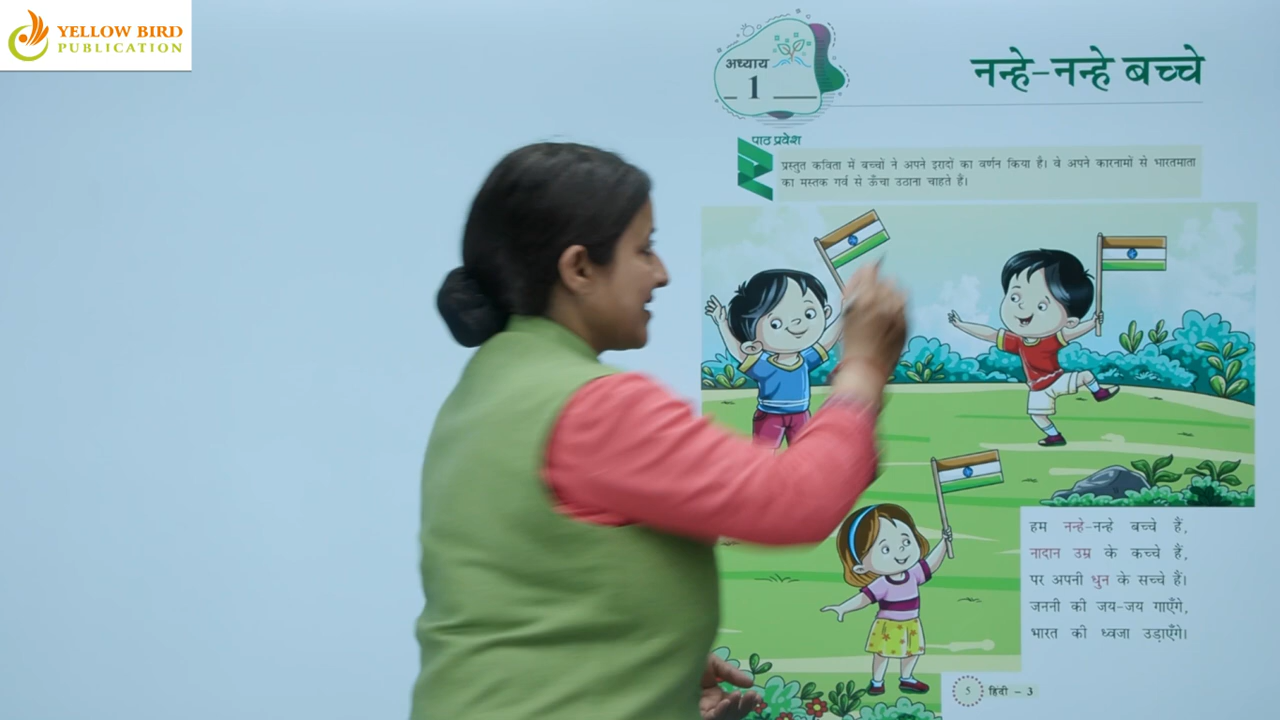 YELLOW BIRD
PUBLICATION
अध्याय
1
नन्हे-नन्हे बच्चे
पाठ प्रवेश
प्रस्तुत कविता में बच्चों ने अपने इरादों का वर्णन किया है। वे अपने कारनामों से भारतमाता
का मस्तक गर्व से ऊँचा उठाना चाहते हैं।
हम नन्हे-नन्हे बच्चे हैं,
नादान उम्र के कच्चे हैं,
पर अपनी धुन के सच्चे हैं।
जननी की जय-जय गाएँगे,
भारत की ध्वजा उड़ाएँगे।
5 हिंदी - 3